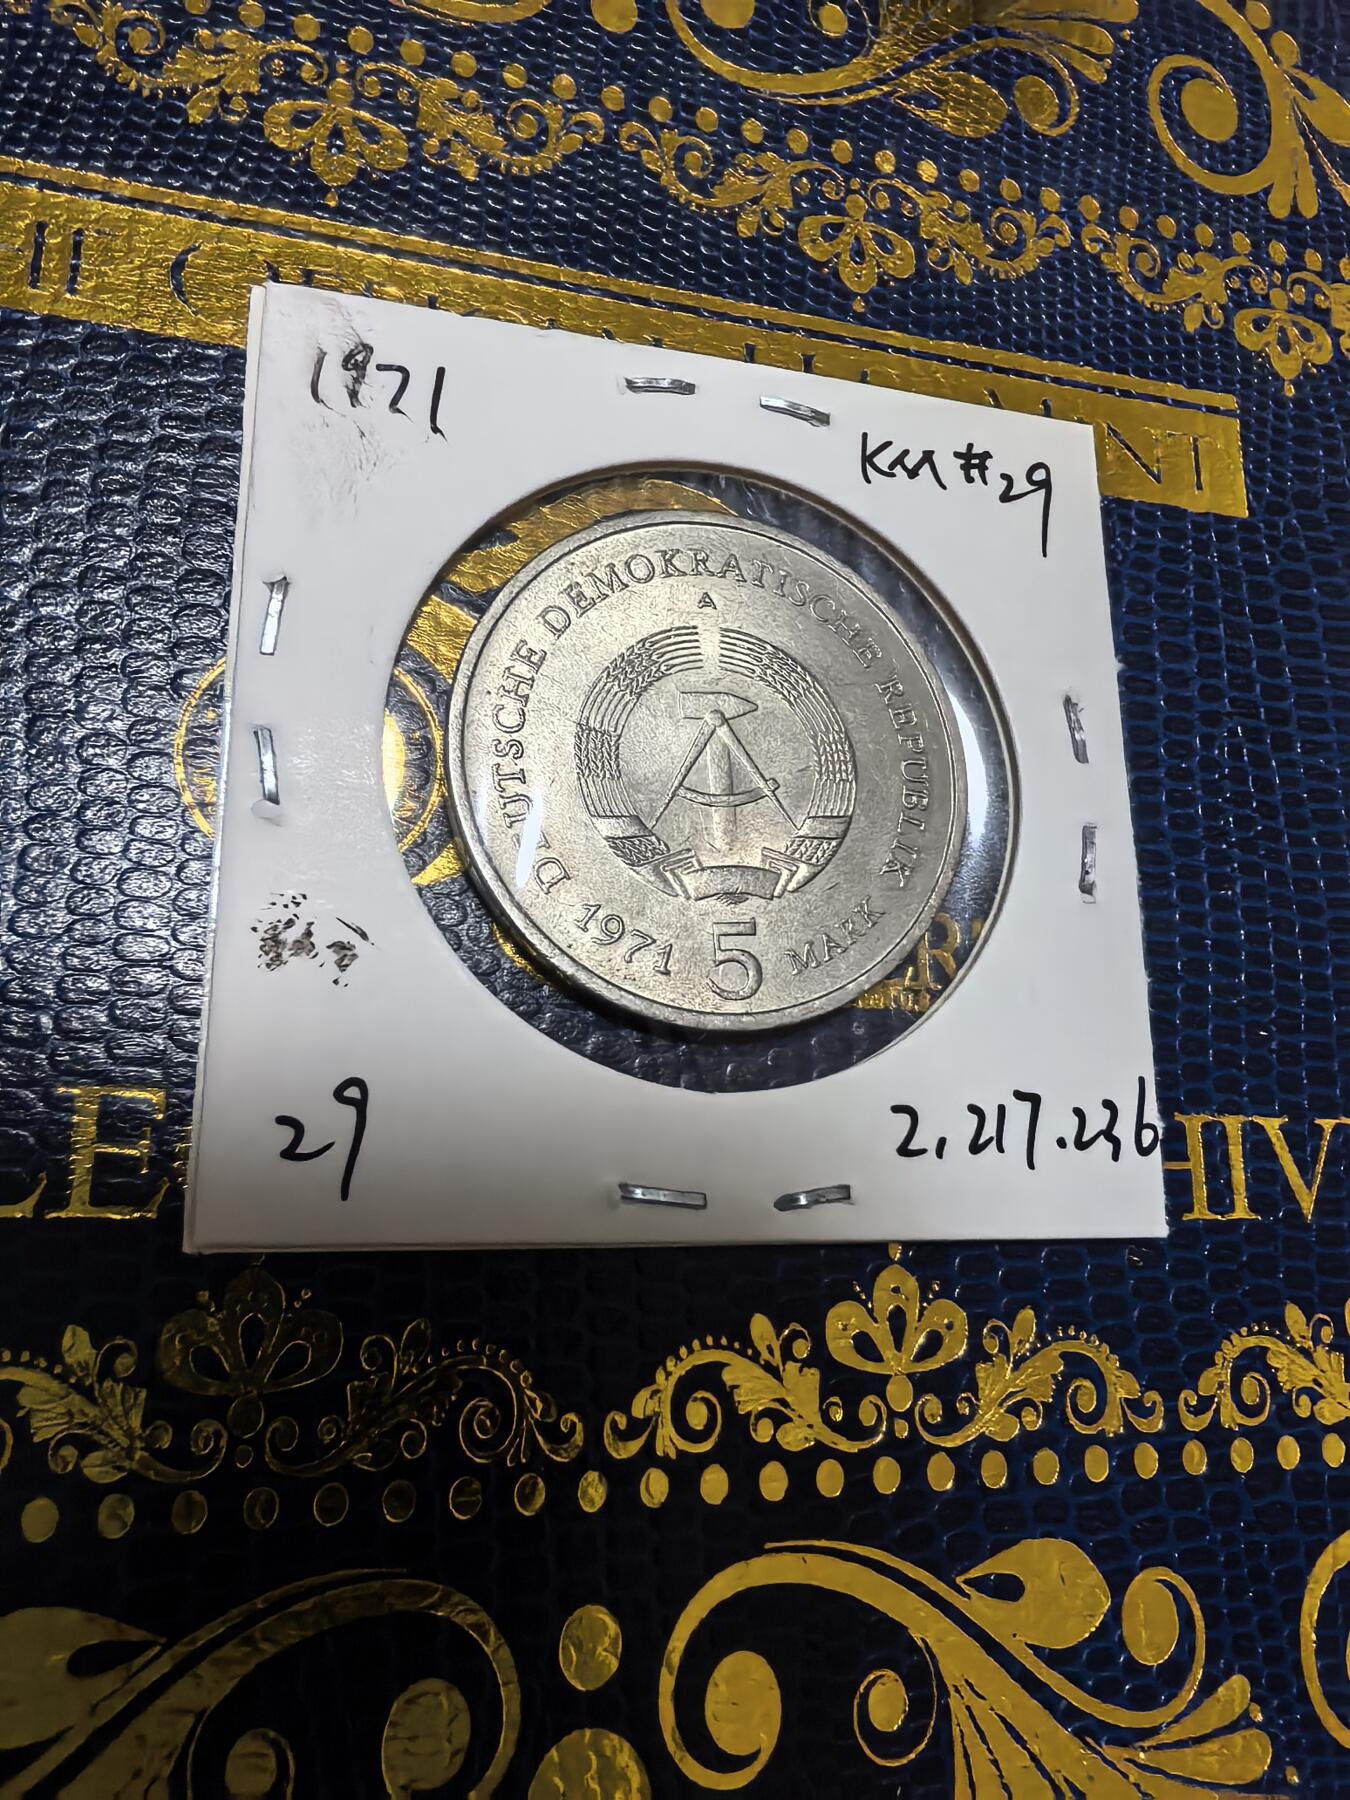 1971
KM#29
DEUTSCHE DEMOKRATISCHE REPUBLIK
A
1971 5 MARK
29
2.217.236